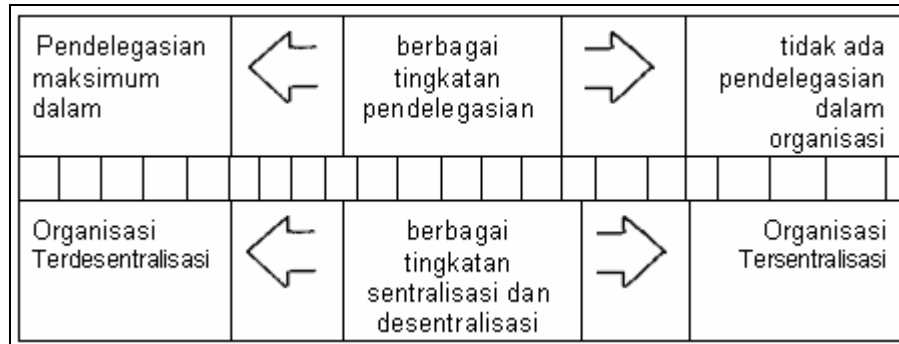 Pendelegasian
maksimum
dalam
berbagai
tingkatan
pendelegasian
tidak ada
pendelegasian
dalam
organisasi
Organisasi
Terdesentralisasi
berbagai
tingkatan
sentralisasi dan
desentralisasi
Organisasi
Tersentralisasi